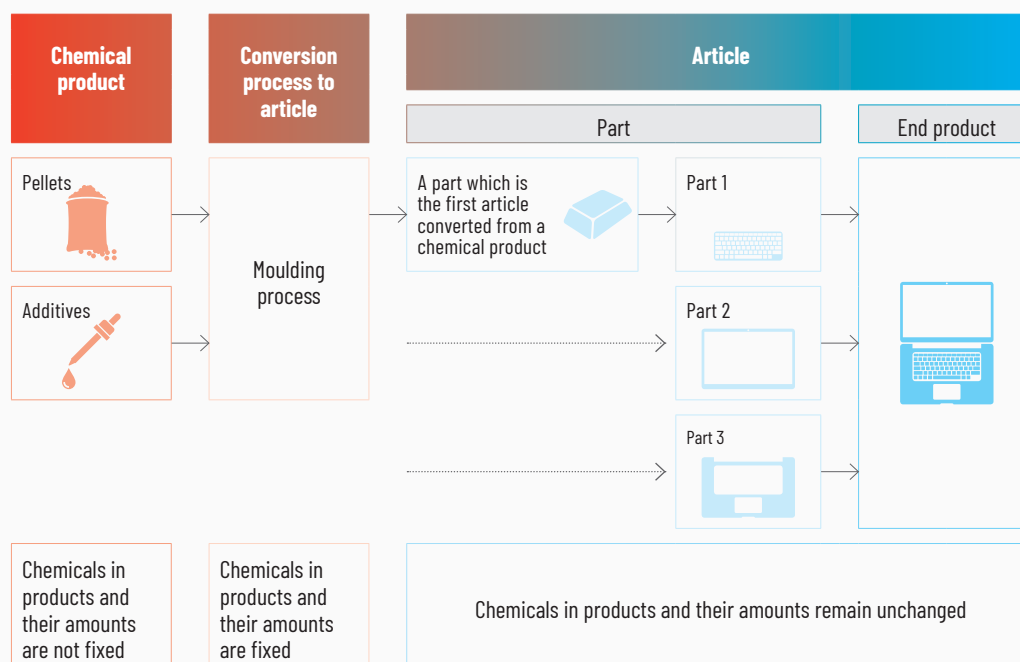 Chemical
product
Conversion
process to
article
Article
Part
End product
Pellets
Additives
Moulding
process
A part which is
the first article
converted from a
chemical product
Part 1
Part 2
Part 3
Chemicals in
products and
their amounts
are not fixed
Chemicals in
products and
their amounts
are fixed
Chemicals in products and their amounts remain unchanged